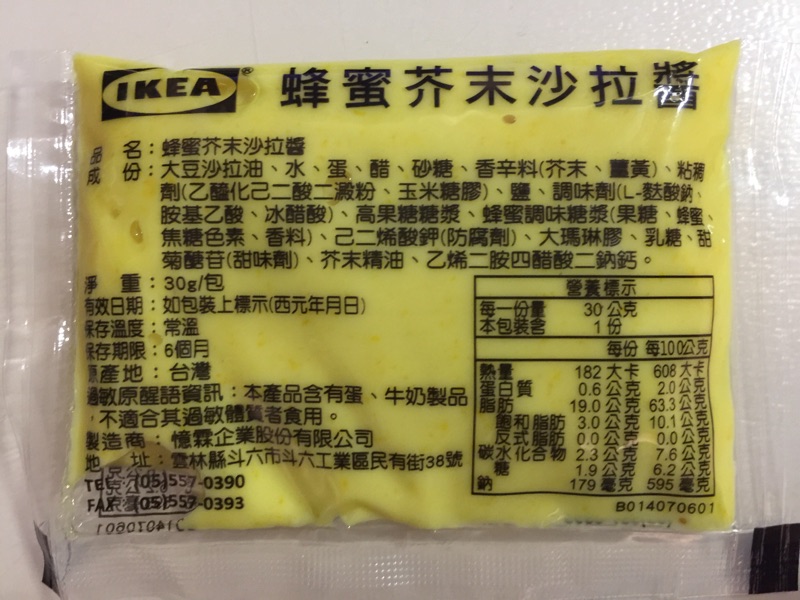 IKEA® 蜂蜜芥末沙拉醬
品名：蜂蜜芥末沙拉醬
成份：大豆沙拉油、水、蛋、醋、砂糖、香辛料(芥末、薑黃)、粘稠
劑(乙醯化己二酸二澱粉、玉米糖膠)、鹽、調味劑(L-麩酸鈉、
胺基乙酸、冰醋酸)、高果糖糖漿、蜂蜜調味糖漿(果糖、蜂蜜、
焦糖色素、香料)、己二烯酸鉀(防腐劑)、大瑪琳膠、乳糖、甜
菊醣苷(甜味劑)、芥末精油、乙烯二胺四醋酸二鈉鈣。
淨重：30g/包
有效日期：如包裝上標示(西元年月日)
保存溫度：常溫
保存期限：6個月
原產地：台灣
過敏原醒語資訊：本產品含有蛋、牛奶製品
，不適合其過敏體質者食用。
製造商：憶霖企業股份有限公司
地址：雲林縣斗六市斗六工業區民有街38號
TEL：(05)557-0390
FAX：(05)557-0393
營養標示
每一份量 30 公克
本包裝含 1 份
每份 每100公克
熱量 182 大卡 608 大卡
蛋白質 0.6 公克 2.0 公克
脂肪 19.0 公克 63.3 公克
飽和脂肪 3.0 公克 10.1 公克
反式脂肪 0.0 公克 0.0 公克
碳水化合物 2.3 公克 7.6 公克
糖 1.9 公克 6.2 公克
鈉 179 毫克 595 毫克
B014070601